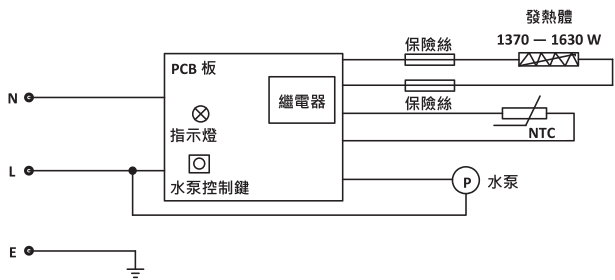 發熱體
1370 — 1630 W
保險絲
PCB 板
繼電器
N
保險絲
指示燈
NTC
L
水泵控制鍵
P
水泵
E